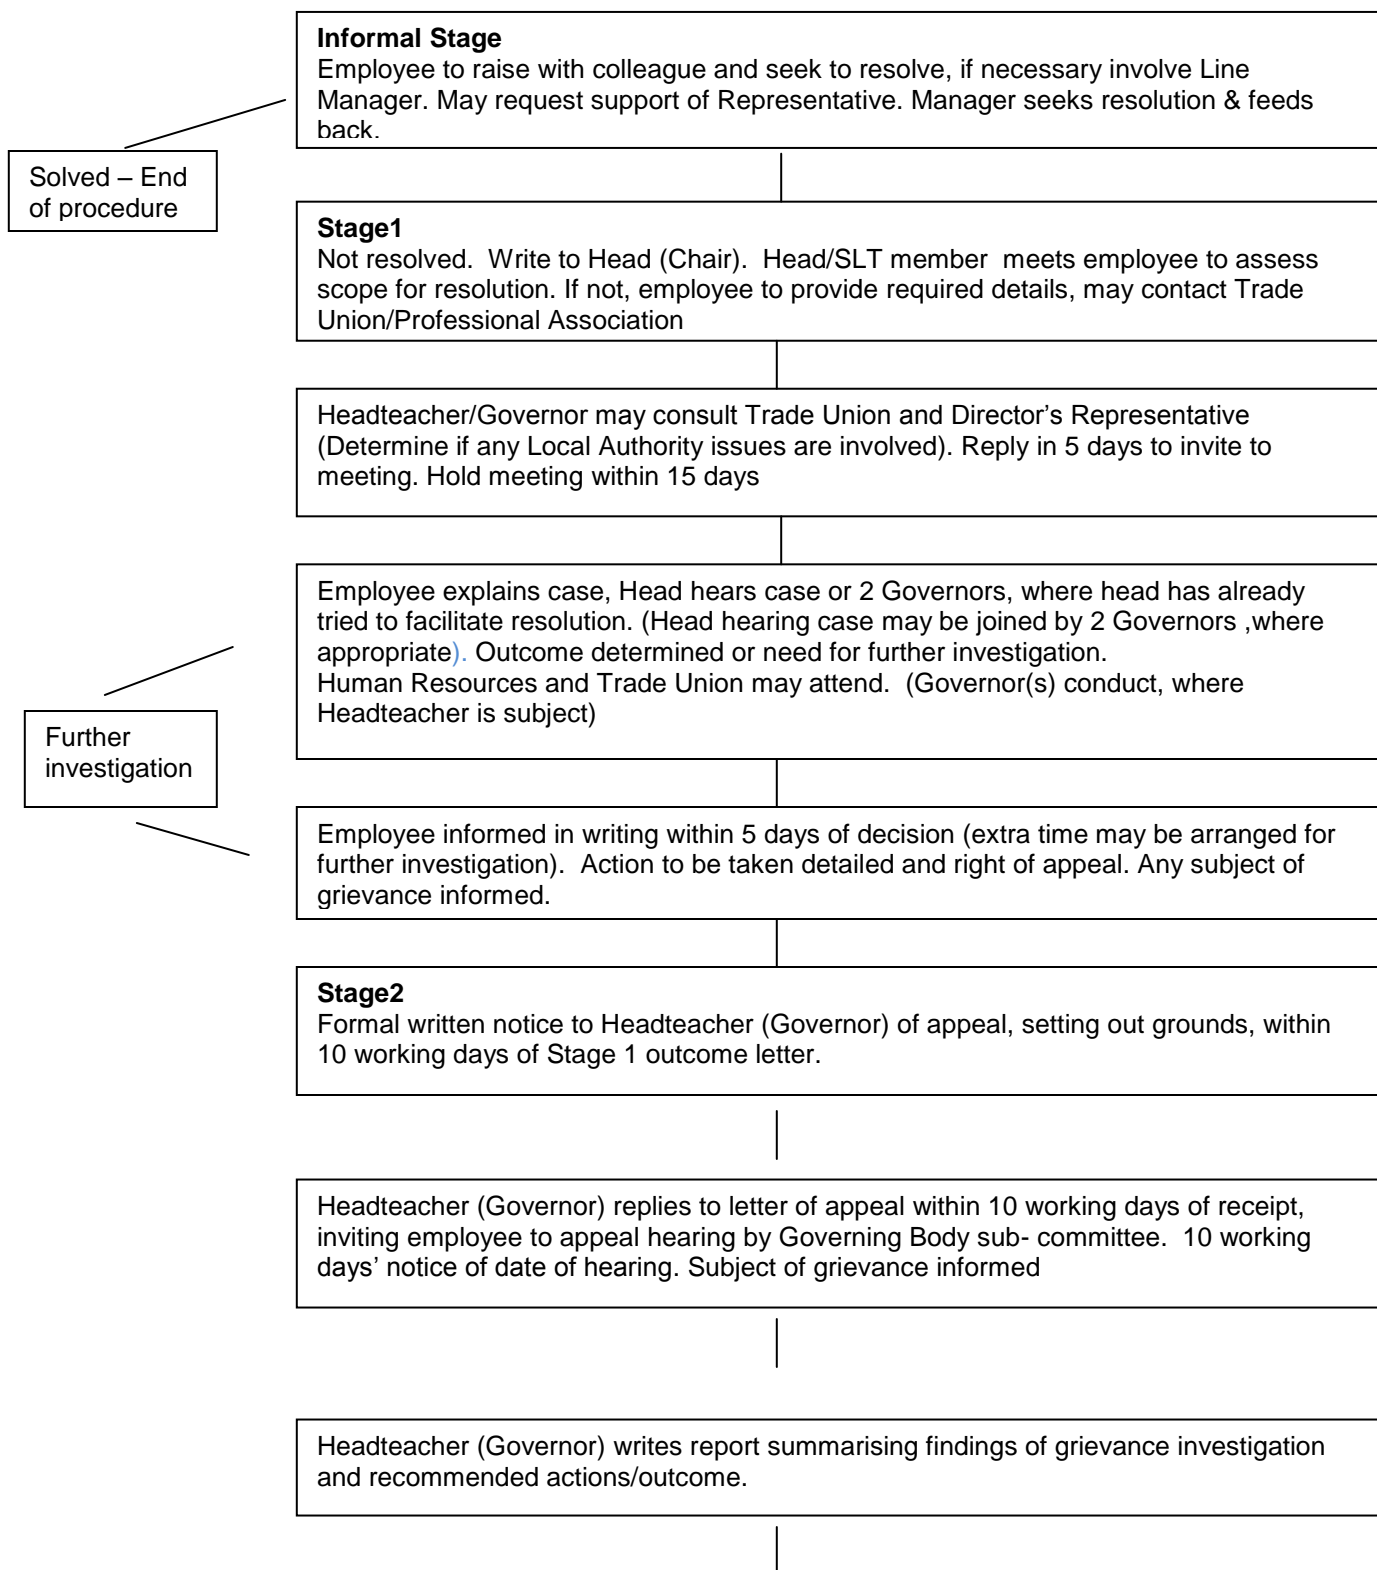 Informal Stage
Employee to raise with colleague and seek to resolve, if necessary involve Line
Manager. May request support of Representative. Manager seeks resolution & feeds
back.
Solved – End
of procedure
Stage1
Not resolved.  Write to Head (Chair).  Head/SLT member  meets employee to assess
scope for resolution. If not, employee to provide required details, may contact Trade
Union/Professional Association
Headteacher/Governor may consult Trade Union and Director’s Representative
(Determine if any Local Authority issues are involved). Reply in 5 days to invite to
meeting. Hold meeting within 15 days
Employee explains case, Head hears case or 2 Governors, where head has already
tried to facilitate resolution. (Head hearing case may be joined by 2 Governors ,where
appropriate). Outcome determined or need for further investigation.
Human Resources and Trade Union may attend.  (Governor(s) conduct, where
Headteacher is subject)
Further
investigation
Employee informed in writing within 5 days of decision (extra time may be arranged for
further investigation).  Action to be taken detailed and right of appeal. Any subject of
grievance informed.
Stage2
Formal written notice to Headteacher (Governor) of appeal, setting out grounds, within
10 working days of Stage 1 outcome letter.
Headteacher (Governor) replies to letter of appeal within 10 working days of receipt,
inviting employee to appeal hearing by Governing Body sub- committee.  10 working
days’ notice of date of hearing. Subject of grievance informed
Headteacher (Governor) writes report summarising findings of grievance investigation
and recommended actions/outcome.